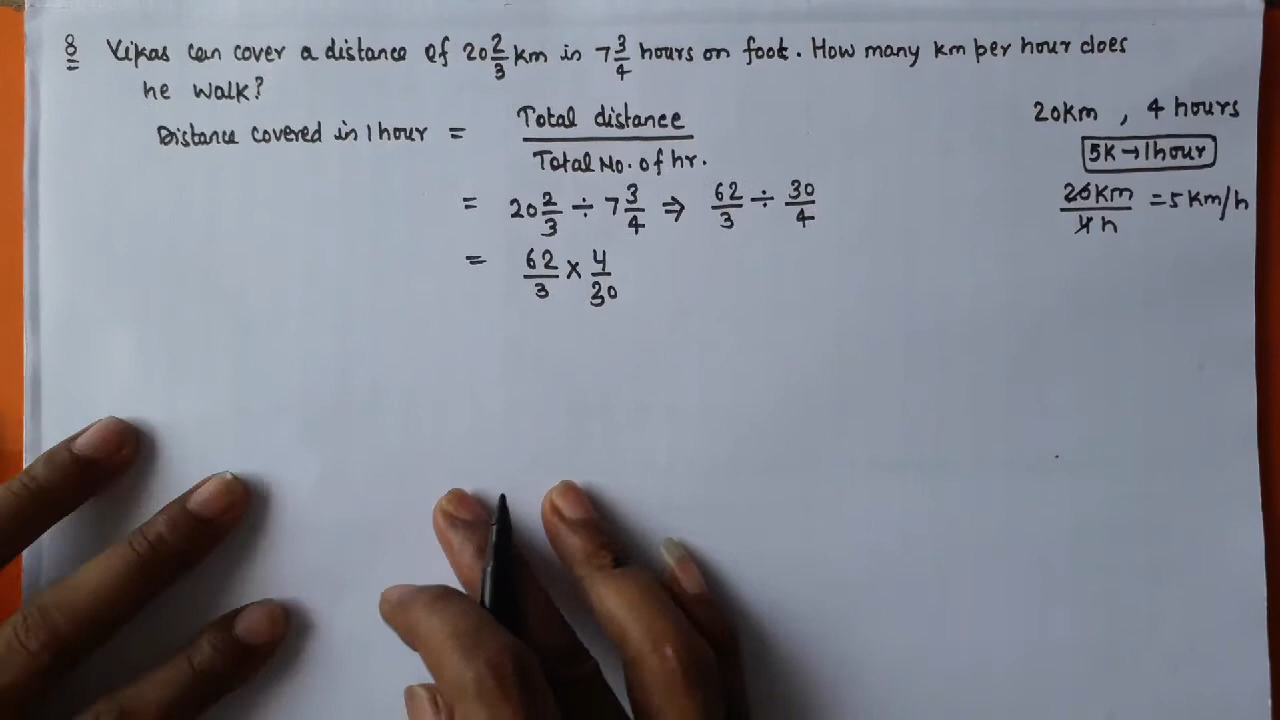 8 Vikas can cover a distance of 20 2/3 km in 7 3/4 hours on foot. How many km per hour does
he walk?
Distance covered in 1 hour = Total distance / Total No. of hr.
= 20 2/3 ÷ 7 3/4 ⇒ 62/3 ÷ 30/4
= 62/3 × 4/30
20km , 4 hours
5K → 1 hour
20km / 4 h = 5 km/h